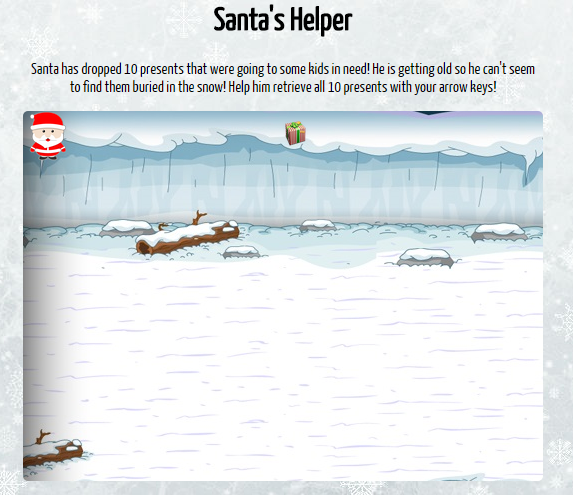 Santa's Helper
Santa has dropped 10 presents that were going to some kids in need! He is getting old so he can't seem
to find them buried in the snow! Help him retrieve all 10 presents with your arrow keys!